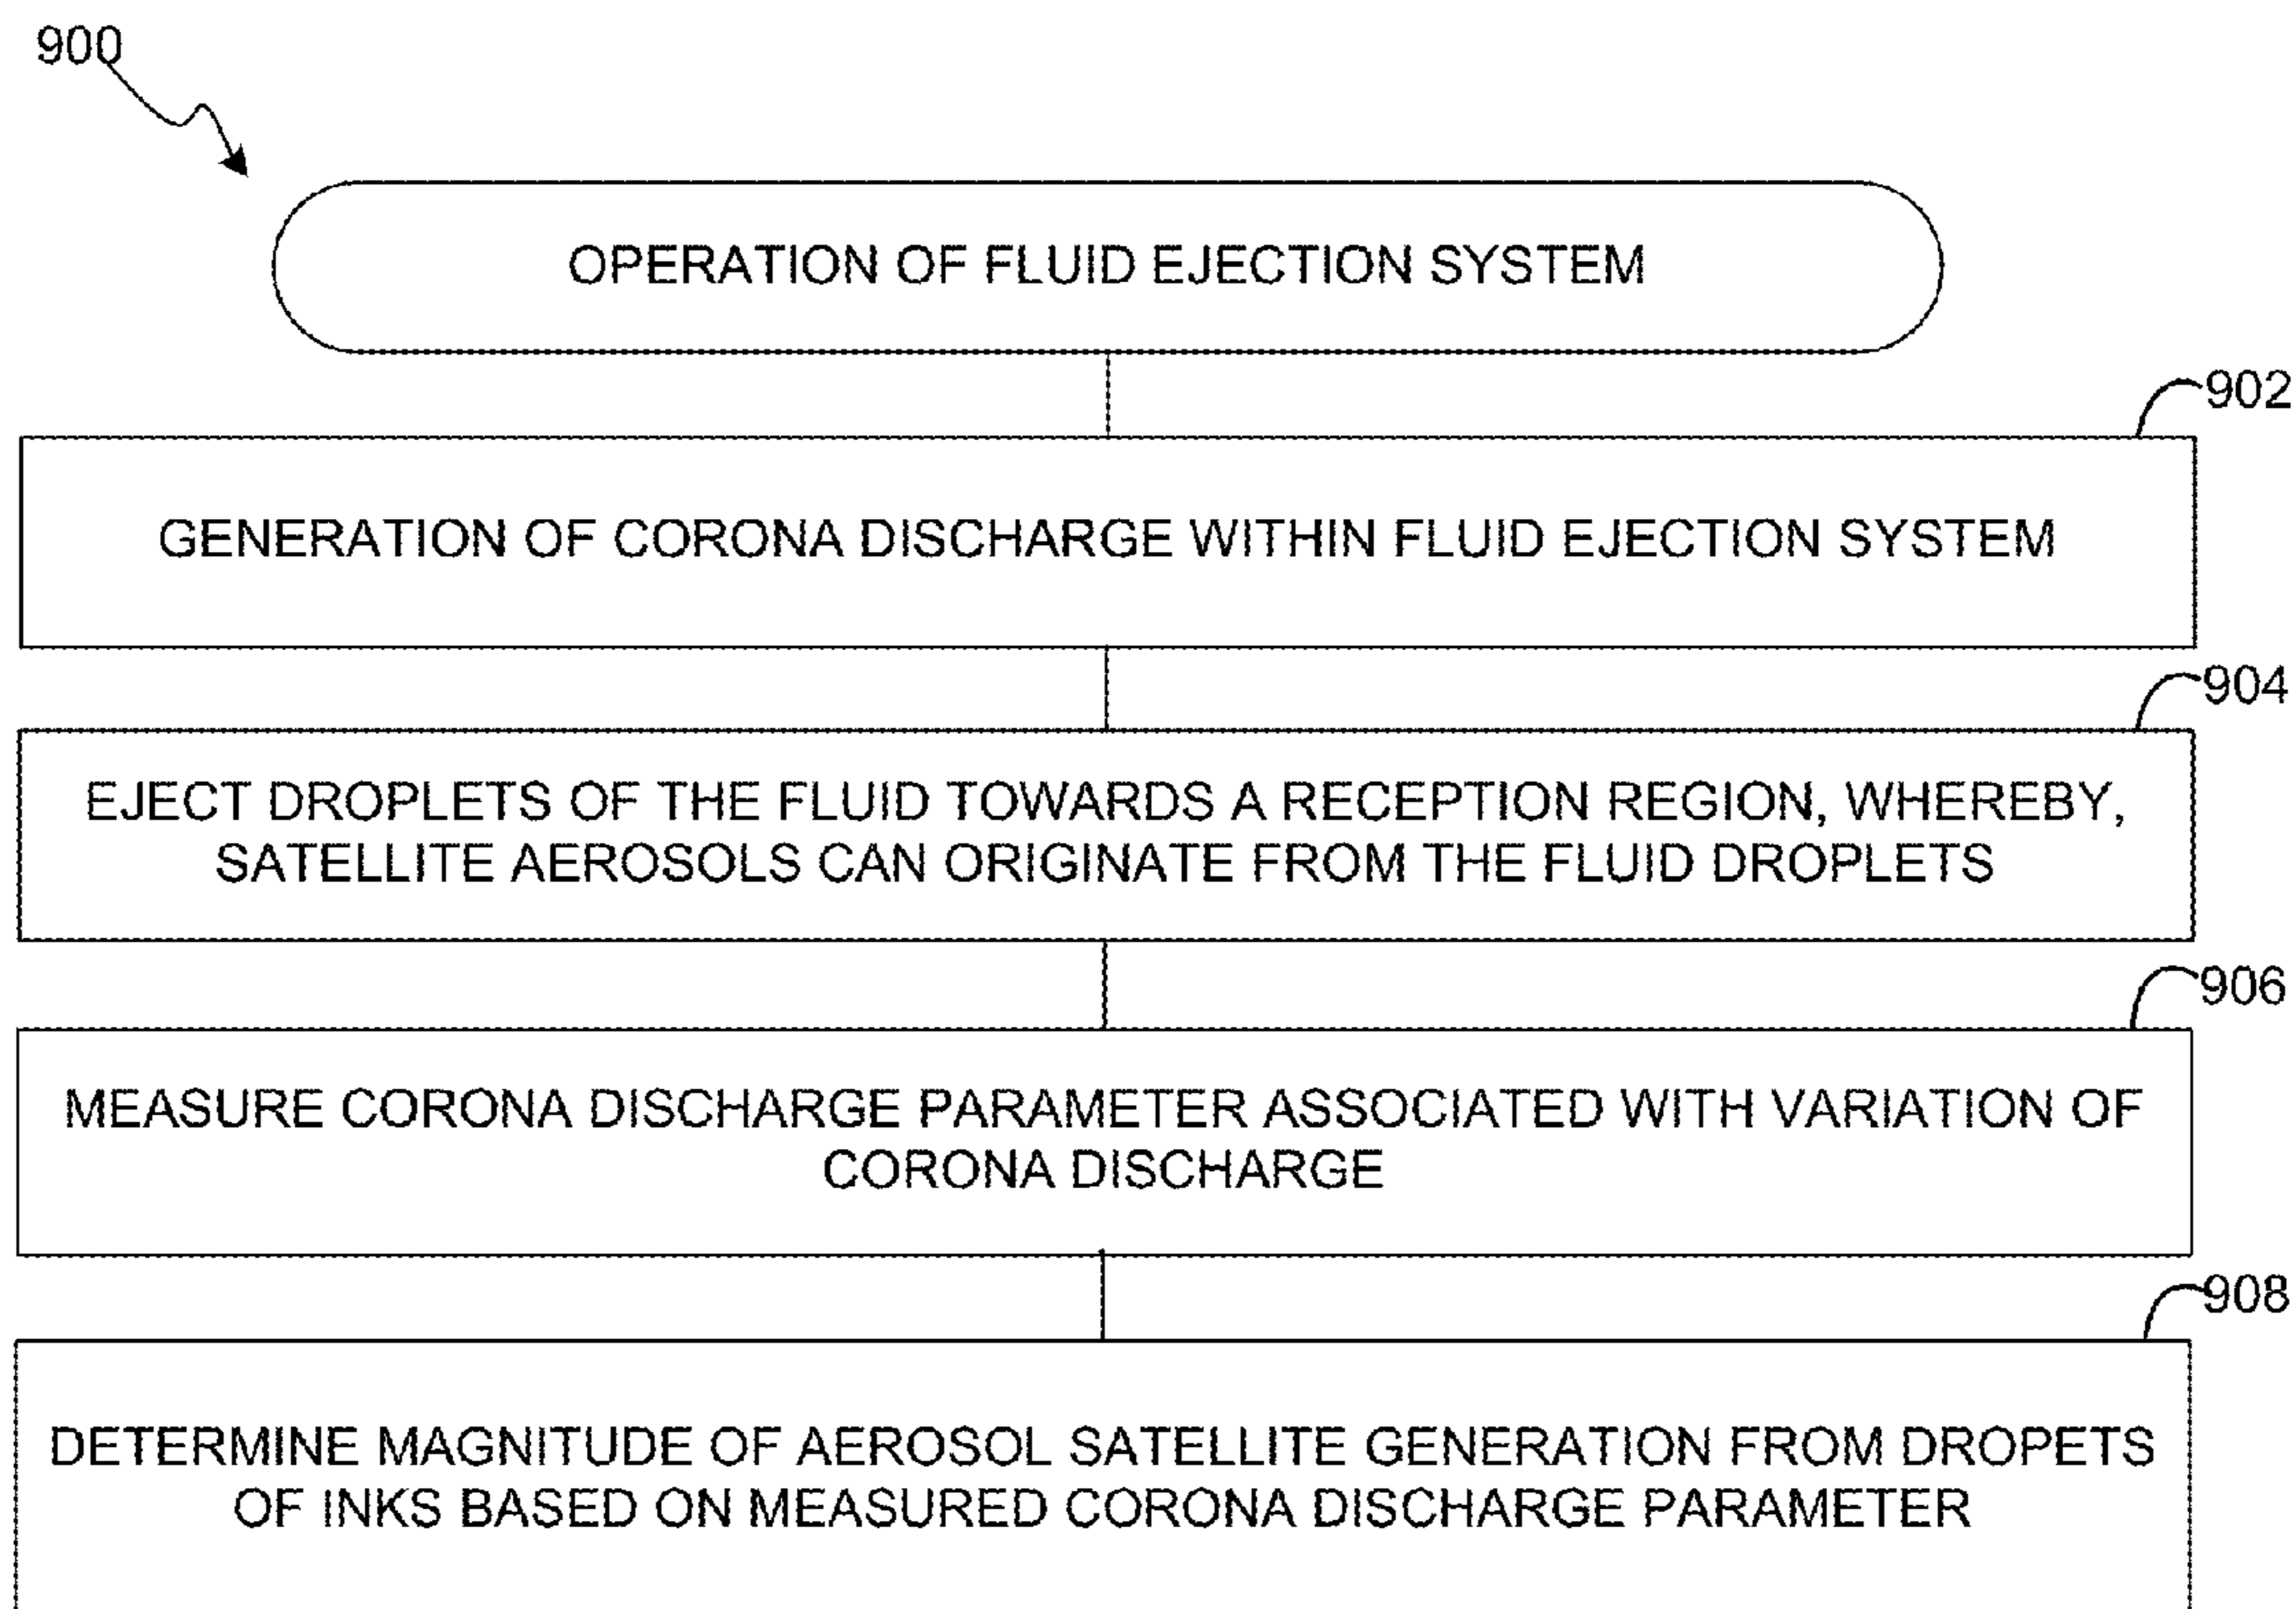 900
OPERATION OF FLUID EJECTION SYSTEM
902
GENERATION OF CORONA DISCHARGE WITHIN FLUID EJECTION SYSTEM
904
EJECT DROPLETS OF THE FLUID TOWARDS A RECEPTION REGION, WHEREBY,
SATELLITE AEROSOLS CAN ORIGINATE FROM THE FLUID DROPLETS
906
MEASURE CORONA DISCHARGE PARAMETER ASSOCIATED WITH VARIATION OF
CORONA DISCHARGE
908
DETERMINE MAGNITUDE OF AEROSOL SATELLITE GENERATION FROM DROPETS
OF INKS BASED ON MEASURED CORONA DISCHARGE PARAMETER